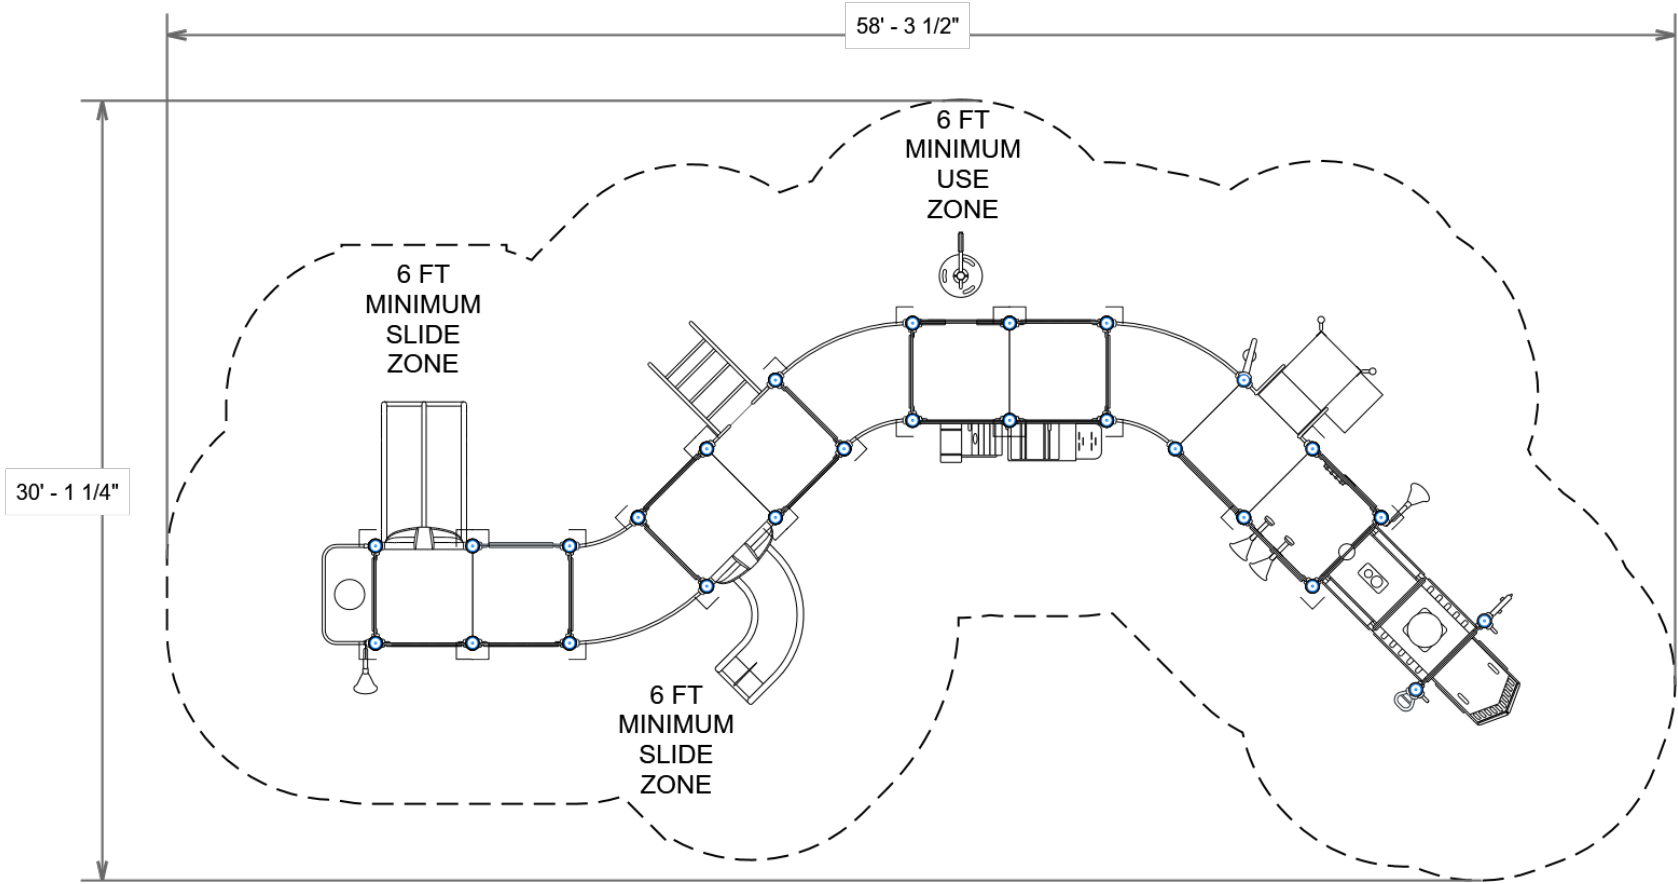 58' - 3 1/2"
6 FT
MINIMUM
USE
ZONE
6 FT
MINIMUM
SLIDE
ZONE
30' - 1 1/4"
6 FT
MINIMUM
SLIDE
ZONE